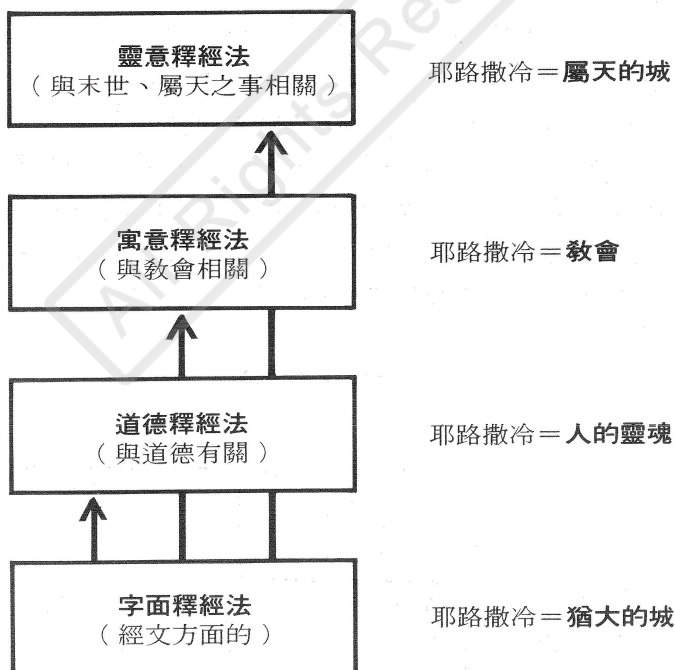 靈意釋經法
（與末世、屬天之事相關）
耶路撒冷＝屬天的城
寓意釋經法
（與教會相關）
耶路撒冷＝教會
道德釋經法
（與道德有關）
耶路撒冷＝人的靈魂
字面釋經法
（經文方面的）
耶路撒冷＝猶大的城
All Rights Res